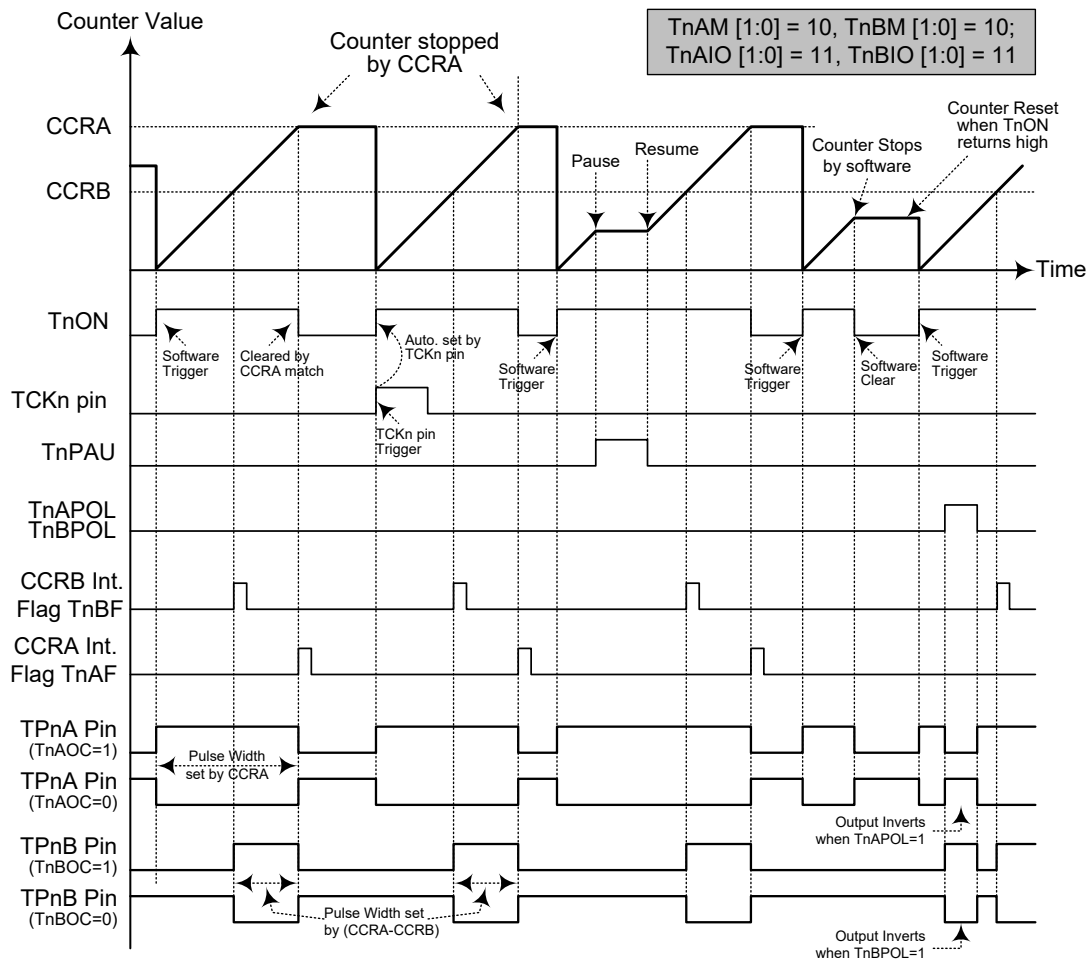 Counter Value
TnAM [1:0] = 10, TnBM [1:0] = 10;
TnAIO [1:0] = 11, TnBIO [1:0] = 11
Counter stopped
by CCRA
CCRA
CCRB
Pause
Resume
Counter Stops
by software
Counter Reset
when TnON
returns high
Time
TnON
Software
Trigger
Cleared by
CCRA match
Auto. set by
TCKn pin
Software
Trigger
Software
Trigger
Software
Clear
Software
Trigger
TCKn pin
TCKn pin
Trigger
TnPAU
TnAPOL
TnBPOL
CCRB Int.
Flag TnBF
CCRA Int.
Flag TnAF
TPnA Pin
(TnAOC=1)
Pulse Width
set by CCRA
TPnA Pin
(TnAOC=0)
Output Inverts
when TnAPOL=1
TPnB Pin
(TnBOC=1)
TPnB Pin
(TnBOC=0)
Pulse Width set
by (CCRA-CCRB)
Output Inverts
when TnBPOL=1